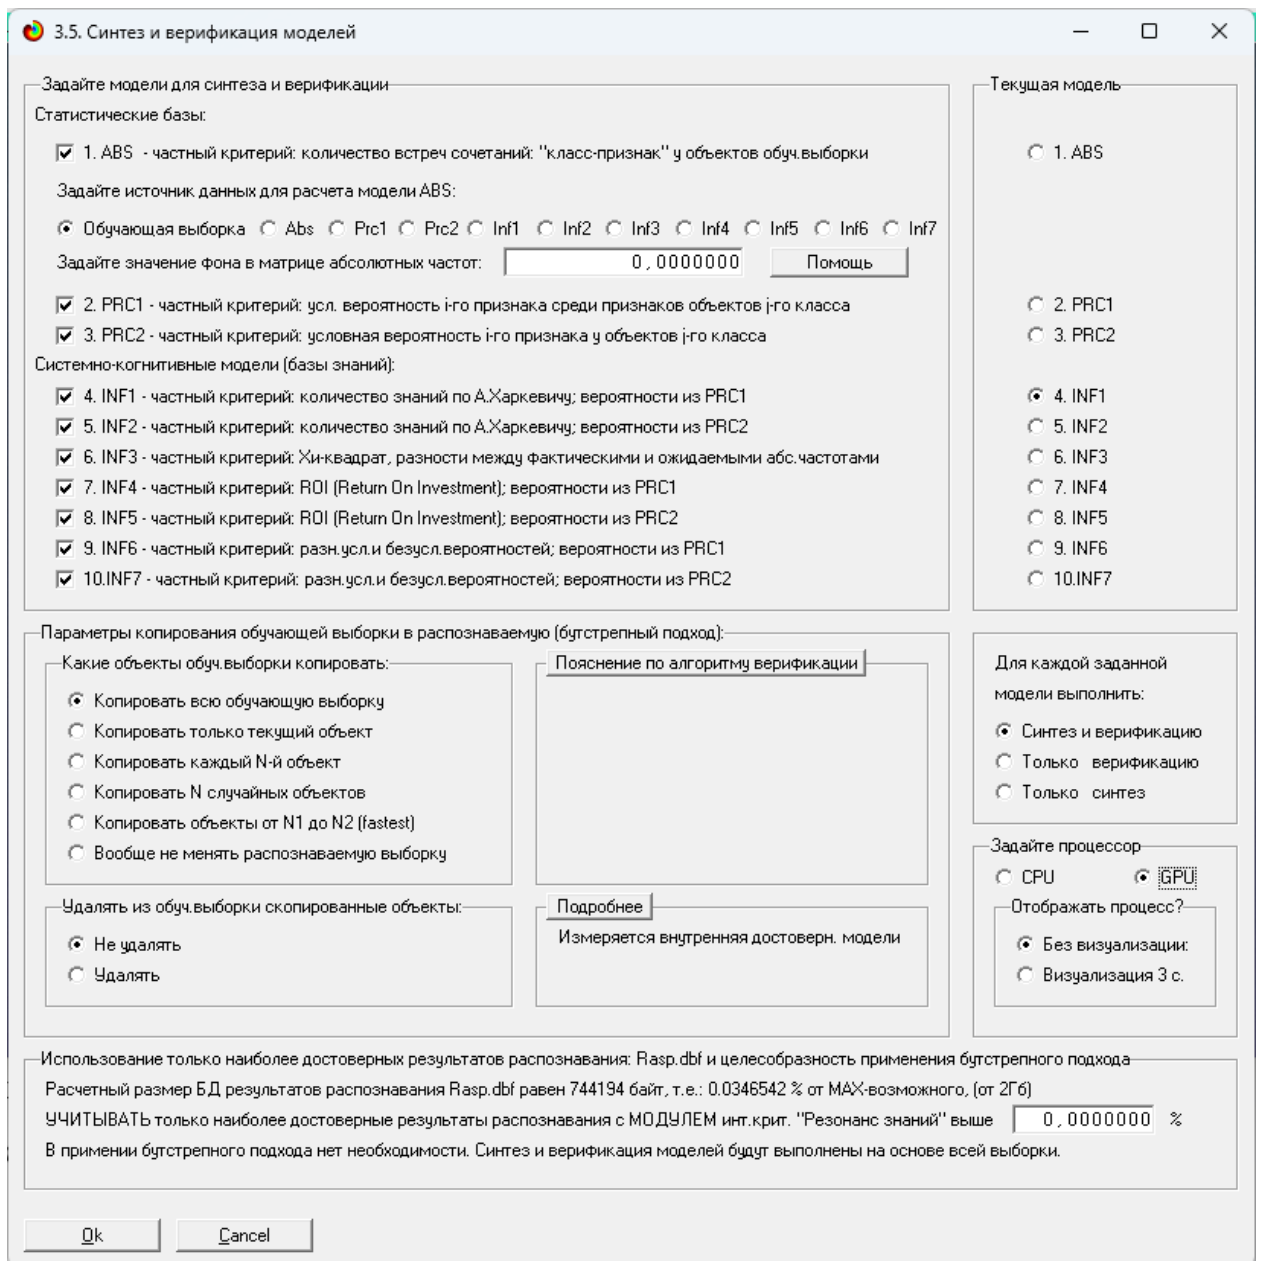 3.5. Синтез и верификация моделей
Задайте модели для синтеза и верификации
Текущая модель
Статистические базы:
1. ABS - частный критерий: количество встреч сочетаний: "класс-признак" у объектов обуч.выборки
1. ABS
Задайте источник данных для расчета модели ABS:
Обучающая выборка Abs Prc1 Prc2 Inf1 Inf2 Inf3 Inf4 Inf5 Inf6 Inf7
Задайте значение фона в матрице абсолютных частот: 0,0000000 Помощь
2. PRC1 - частный критерий: усл. вероятность i-го признака среди признаков объектов j-го класса
2. PRC1
3. PRC2 - частный критерий: условная вероятность i-го признака у объектов j-го класса
3. PRC2
Системно-когнитивные модели (базы знаний):
4. INF1 - частный критерий: количество знаний по А.Харкевичу; вероятности из PRC1
4. INF1
5. INF2 - частный критерий: количество знаний по А.Харкевичу; вероятности из PRC2
5. INF2
6. INF3 - частный критерий: Хи-квадрат, разности между фактическими и ожидаемыми абс.частотами
6. INF3
7. INF4 - частный критерий: ROI (Return On Investment); вероятности из PRC1
7. INF4
8. INF5 - частный критерий: ROI (Return On Investment); вероятности из PRC2
8. INF5
9. INF6 - частный критерий: разн.усл.и безусл.вероятностей; вероятности из PRC1
9. INF6
10.INF7 - частный критерий: разн.усл.и безусл.вероятностей; вероятности из PRC2
10.INF7
Параметры копирования обучающей выборки в распознаваемую (бутстрепный подход):
Какие объекты обуч.выборки копировать:
Копировать всю обучающую выборку
Копировать только текущий объект
Копировать каждый N-й объект
Копировать N случайных объектов
Копировать объекты от N1 до N2 (fastest)
Вообще не менять распознаваемую выборку
Пояснение по алгоритму верификации
Для каждой заданной
модели выполнить:
Синтез и верификацию
Только верификацию
Только синтез
Удалять из обуч.выборки скопированные объекты:
Не удалять
Удалять
Подробнее
Измеряется внутренняя достоверн. модели
Задайте процессор
CPU GPU
Отображать процесс?
Без визуализации:
Визуализация 3 с.
Использование только наиболее достоверных результатов распознавания: Rasp.dbf и целесобразность применения бутстрепного подхода
Расчетный размер БД результатов распознавания Rasp.dbf равен 744194 байт, т.е.: 0.0346542 % от MAX-возможного, (от 2Гб)
УЧИТЫВАТЬ только наиболее достоверные результаты распознавания с МОДУЛЕМ инт.крит. "Резонанс знаний" выше 0,0000000 %
В примении бутстрепного подхода нет необходимости. Синтез и верификация моделей будут выполнены на основе всей выборки.
Ok Cancel